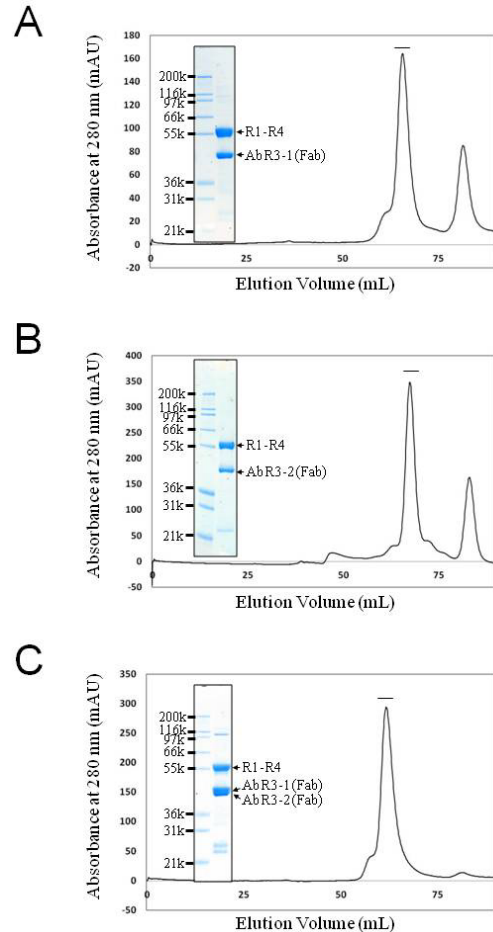 A
Absorbance at 280 nm (mAU)
180
160
140
120
100
80
60
40
20
0
-20
200k
116k
97k
66k
55k
36k
31k
21k
R1-R4
AbR3-1(Fab)
0
25
50
75
Elution Volume (mL)
B
Absorbance at 280 nm (mAU)
400
350
300
250
200
150
100
50
0
-50
200k
116k
97k
66k
55k
36k
31k
21k
R1-R4
AbR3-2(Fab)
0
25
50
75
Elution Volume (mL)
C
Absorbance at 280 nm (mAU)
350
300
250
200
150
100
50
0
-50
200k
116k
97k
66k
55k
36k
31k
21k
R1-R4
AbR3-1(Fab)
AbR3-2(Fab)
0
25
50
75
Elution Volume (mL)